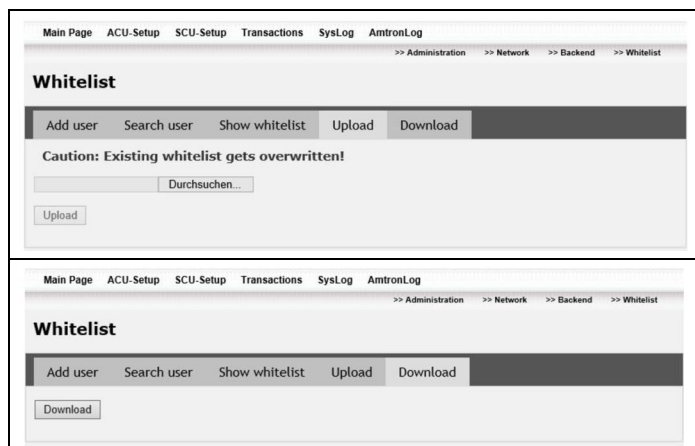 Main Page ACU-Setup SCU-Setup Transactions SysLog AmtronLog
>> Administration >> Network >> Backend >> Whitelist
Whitelist
Add user Search user Show whitelist Upload Download
Caution: Existing whitelist gets overwritten!
Durchsuchen...
Upload
Main Page ACU-Setup SCU-Setup Transactions SysLog AmtronLog
>> Administration >> Network >> Backend >> Whitelist
Whitelist
Add user Search user Show whitelist Upload Download
Download